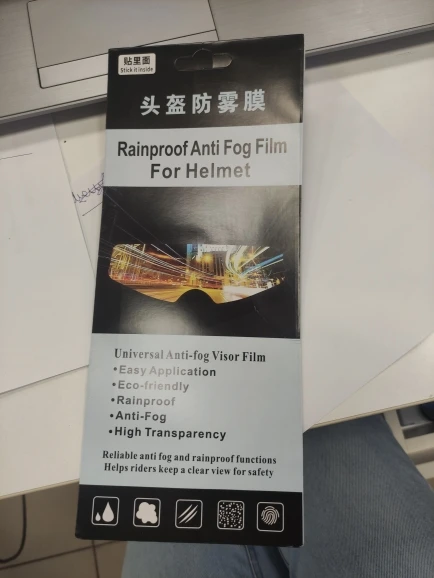 贴里面
Stick it inside
头盔防雾膜
Rainproof Anti Fog Film
For Helmet
Universal Anti-fog Visor Film
•Easy Application
•Eco-friendly
•Rainproof
•Anti-Fog
•High Transparency
Reliable anti fog and rainproof functions
Helps riders keep a clear view for safety